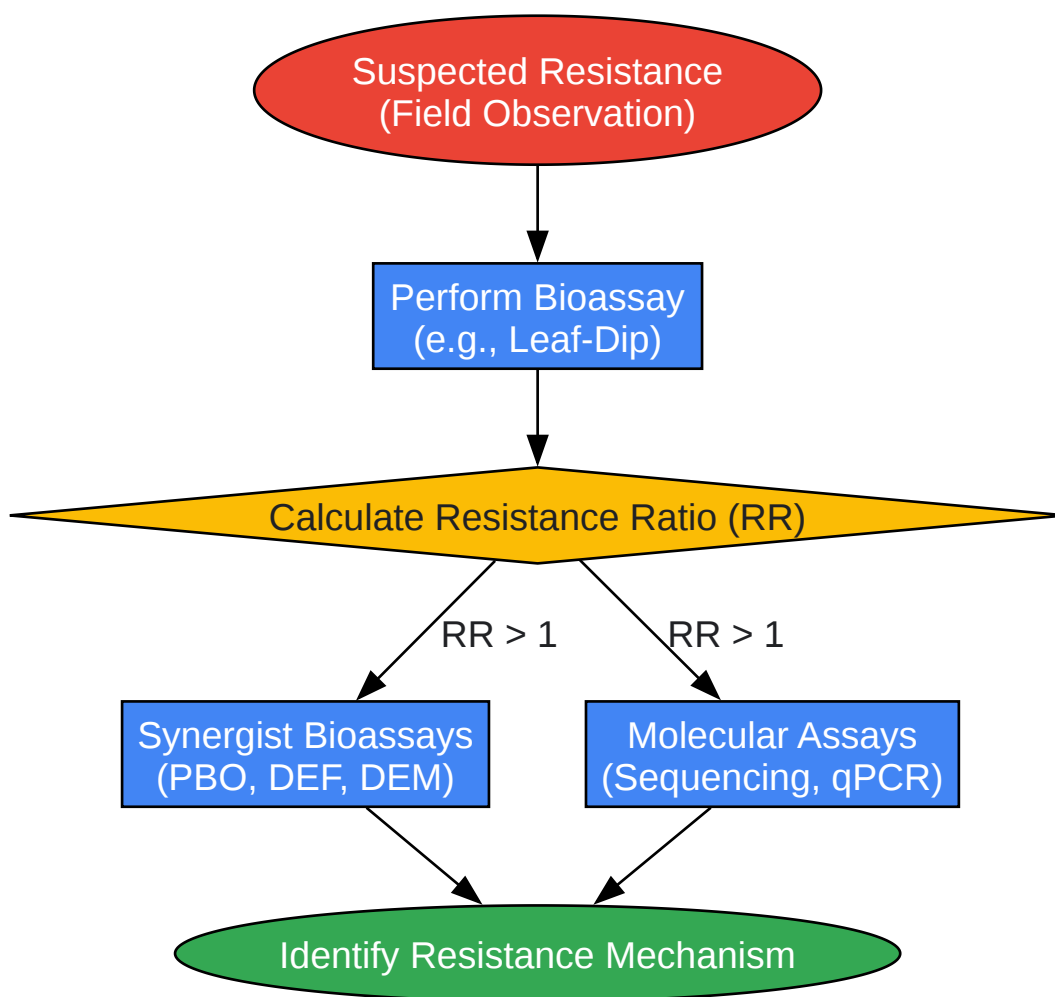 Suspected Resistance
(Field Observation)
Perform Bioassay
(e.g., Leaf-Dip)
Calculate Resistance Ratio (RR)
RR > 1
RR > 1
Synergist Bioassays
(PBO, DEF, DEM)
Molecular Assays
(Sequencing, qPCR)
Identify Resistance Mechanism